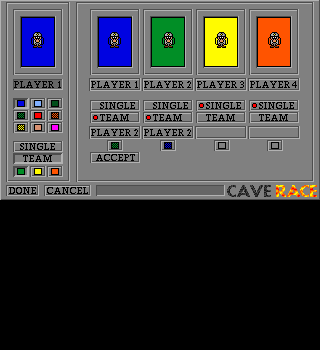 PLAYER 1 PLAYER 1 PLAYER 2 PLAYER 3 PLAYER 4
SINGLE SINGLE SINGLE SINGLE
TEAM TEAM TEAM TEAM
PLAYER 2 PLAYER 2
SINGLE
TEAM
ACCEPT
DONE CANCEL CAVE RACE